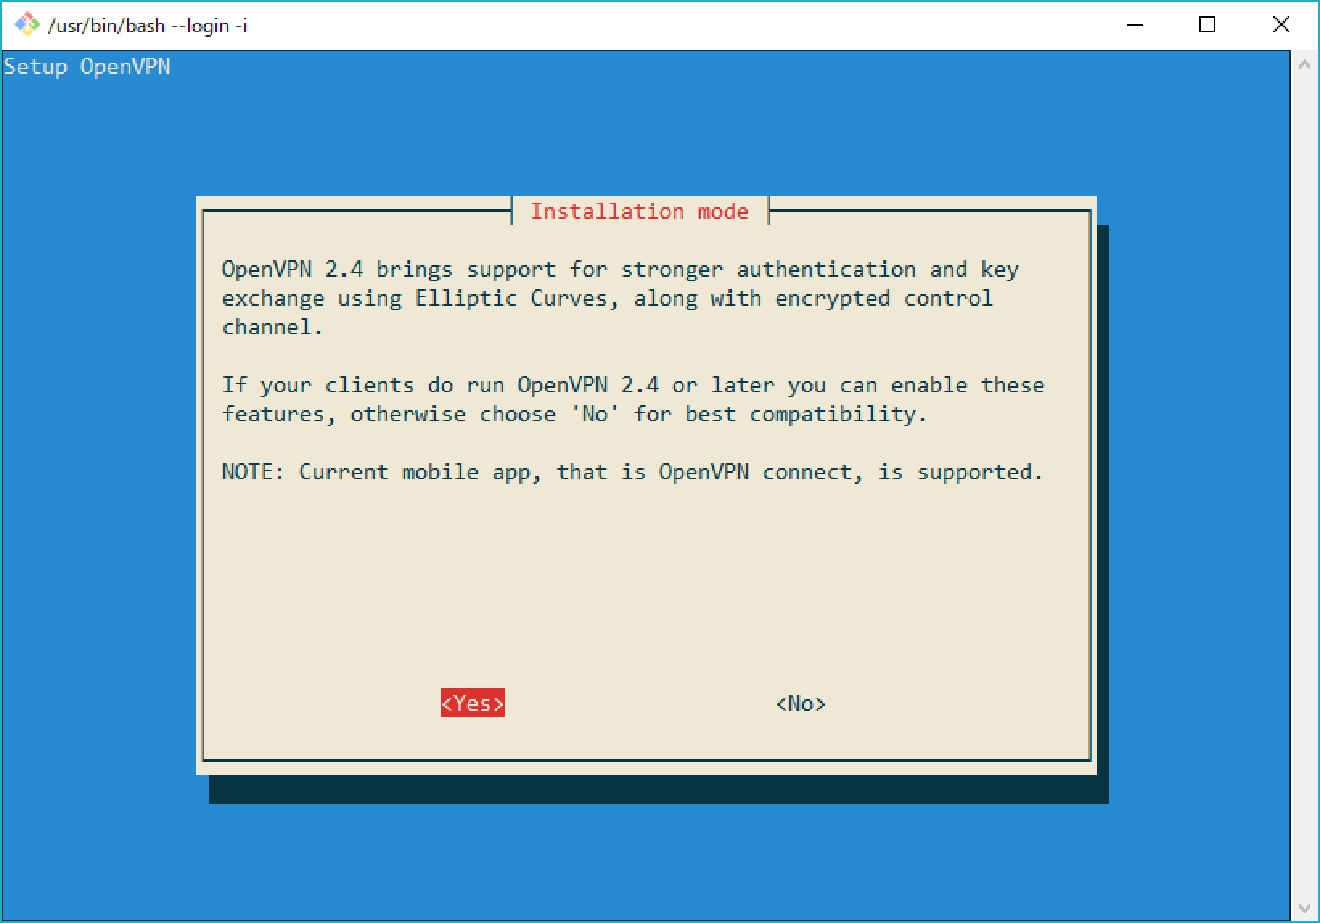 /usr/bin/bash --login -i
Setup OpenVPN
Installation mode
OpenVPN 2.4 brings support for stronger authentication and key
exchange using Elliptic Curves, along with encrypted control
channel.
If your clients do run OpenVPN 2.4 or later you can enable these
features, otherwise choose 'No' for best compatibility.
NOTE: Current mobile app, that is OpenVPN connect, is supported.
<Yes> <No>